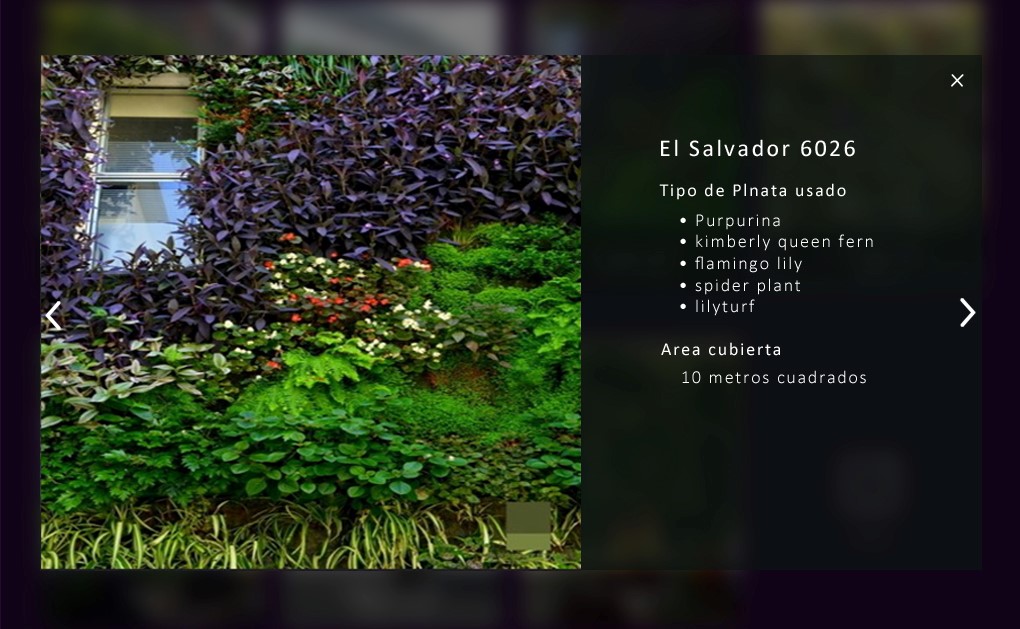 El Salvador 6026
Tipo de Plnata usado
• Purpurina
• kimberly queen fern
• flamingo lily
• spider plant
• lilyturf
Area cubierta
10 metros cuadrados